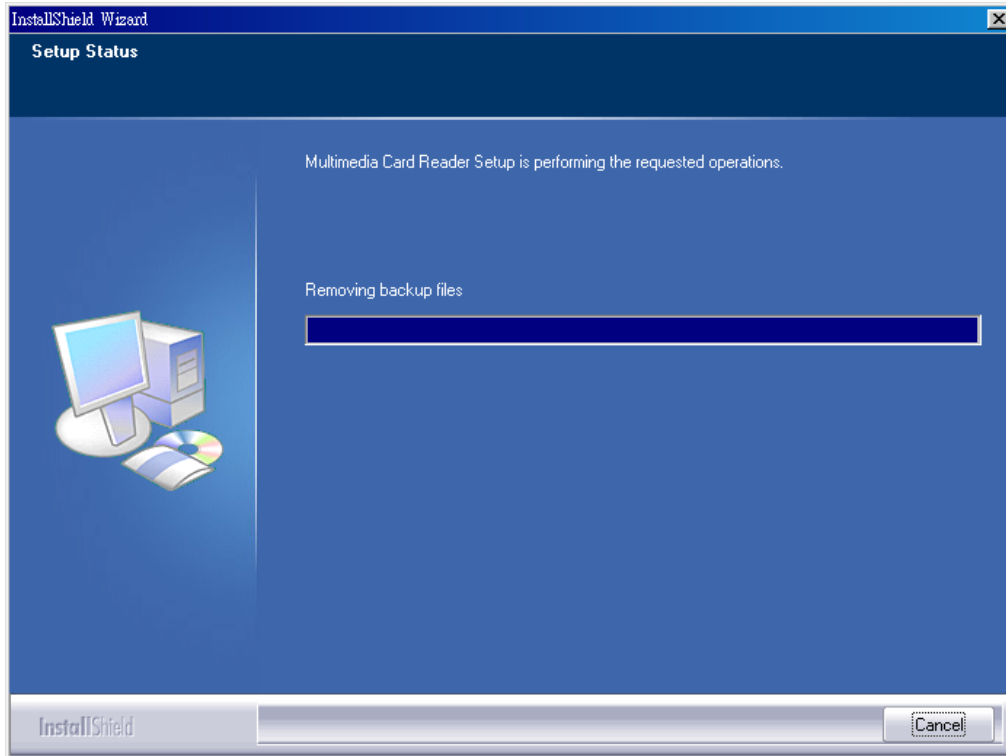 InstallShield Wizard
Setup Status
Multimedia Card Reader Setup is performing the requested operations.
Removing backup files
InstallShield
Cancel